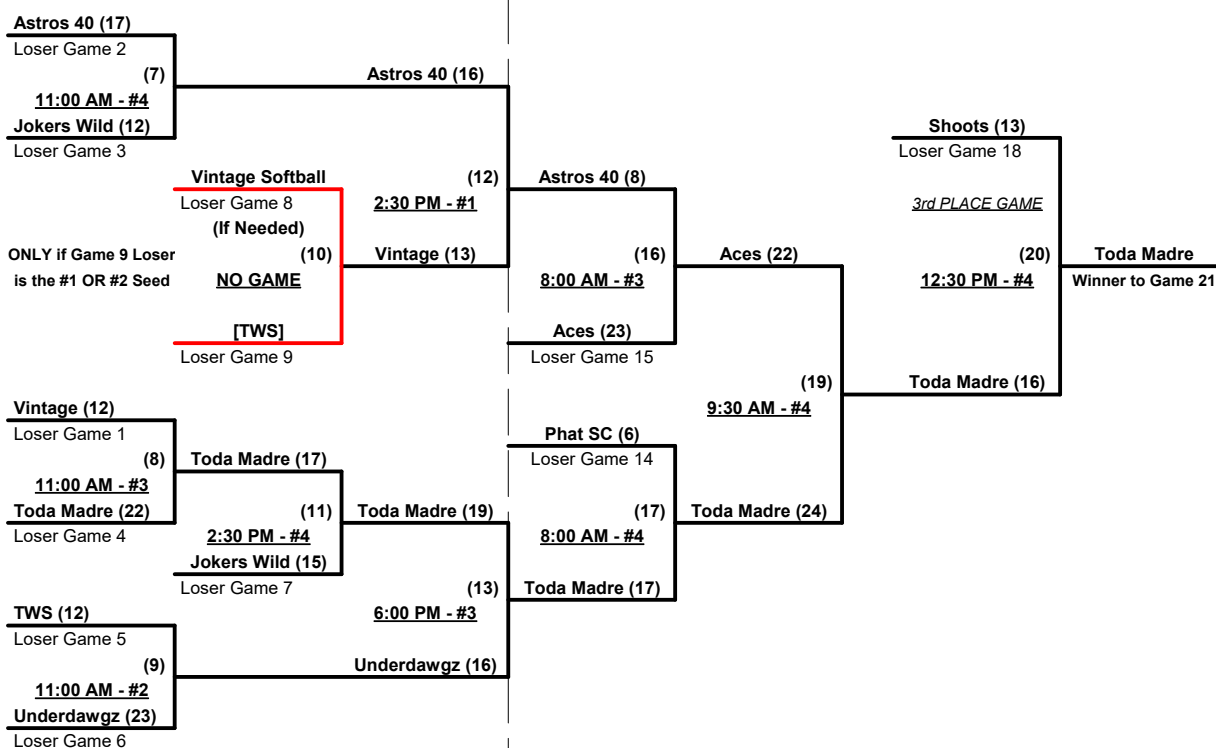 Astros 40 (17)
Loser Game 2
(7)
11:00 AM - #4
Jokers Wild (12)
Loser Game 3
Astros 40 (16)
Vintage Softball
Loser Game 8
(If Needed)
ONLY if Game 9 Loser
is the #1 OR #2 Seed
(10)
NO GAME
[TWS]
Loser Game 9
(12)
2:30 PM - #1
Vintage (13)
Astros 40 (8)
(16)
8:00 AM - #3
Aces (23)
Loser Game 15
Aces (22)
Vintage (12)
Loser Game 1
(8)
11:00 AM - #3
Toda Madre (22)
Loser Game 4
Toda Madre (17)
(11)
2:30 PM - #4
Jokers Wild (15)
Loser Game 7
Toda Madre (19)
TWS (12)
Loser Game 5
(9)
11:00 AM - #2
Underdawgz (23)
Loser Game 6
(13)
6:00 PM - #3
Underdawgz (16)
Phat SC (6)
Loser Game 14
(17)
8:00 AM - #4
Toda Madre (17)
Toda Madre (24)
(19)
9:30 AM - #4
Shoots (13)
Loser Game 18
3rd PLACE GAME
(20)
12:30 PM - #4
Toda Madre (16)
Toda Madre
Winner to Game 21